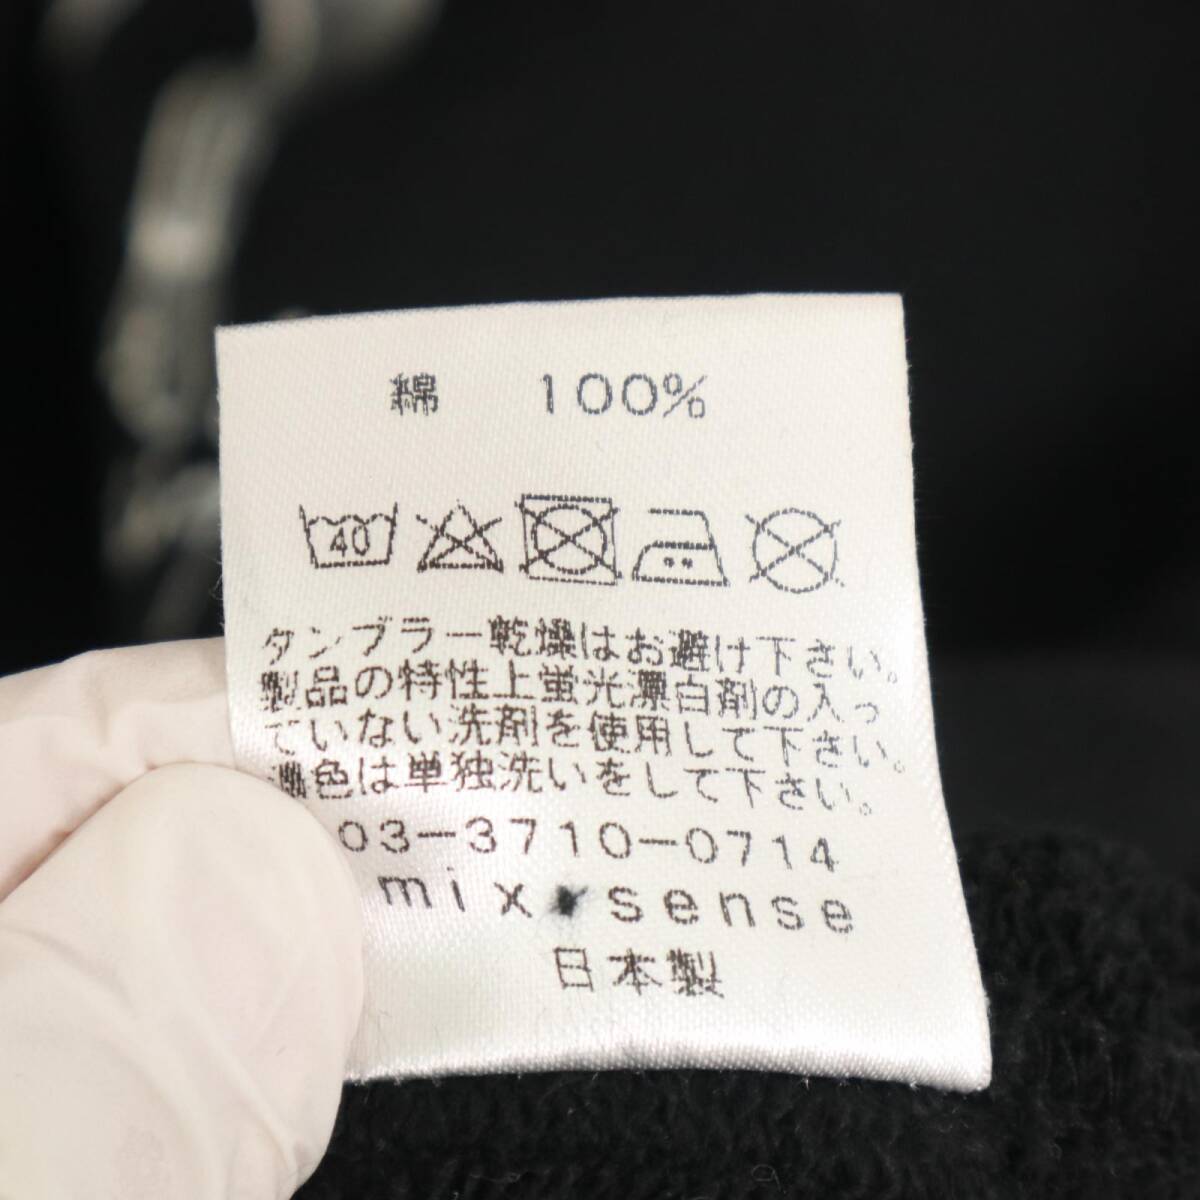 綿 100%
40
タンブラー乾燥はお避け下さい。
製品の特性上蛍光漂白剤の入っ
ていない洗剤を使用して下さい。
濃色は単独洗いをして下さい。
03-3710-0714
mix sense
日本製